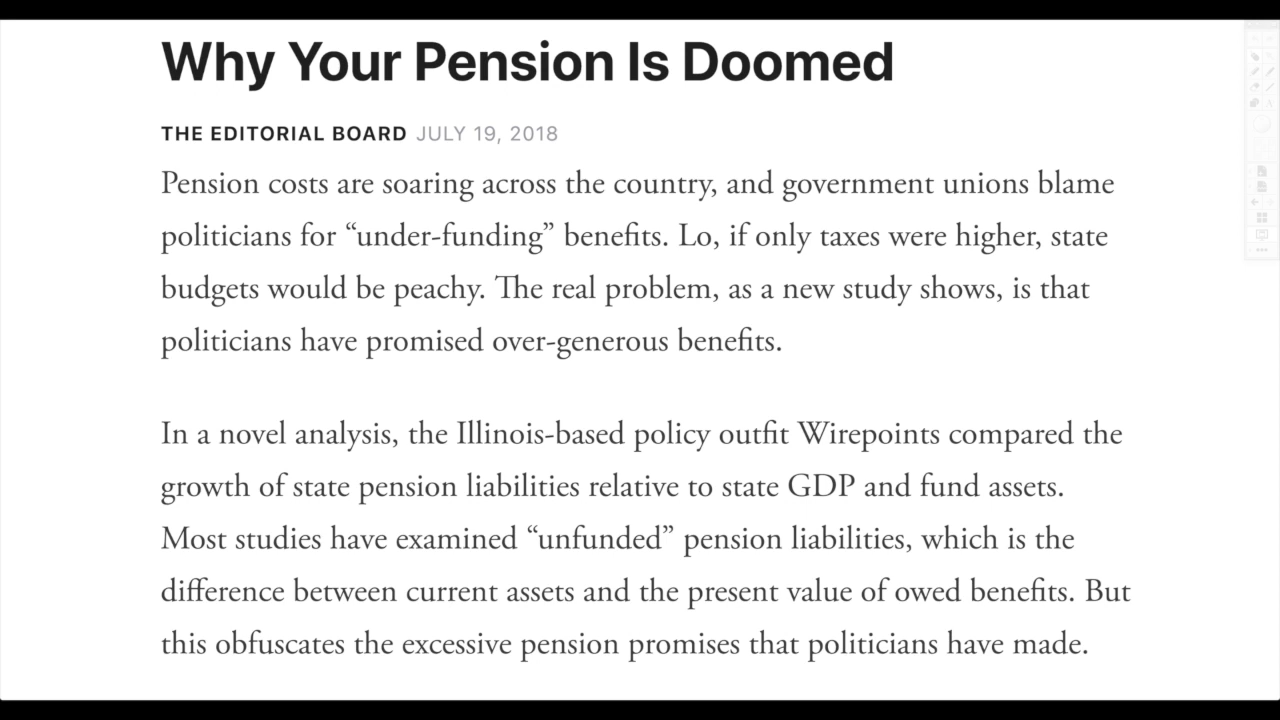 Why Your Pension Is Doomed
THE EDITORIAL BOARD JULY 19, 2018
Pension costs are soaring across the country, and government unions blame
politicians for “under-funding” benefits. Lo, if only taxes were higher, state
budgets would be peachy. The real problem, as a new study shows, is that
politicians have promised over-generous benefits.
In a novel analysis, the Illinois-based policy outfit Wirepoints compared the
growth of state pension liabilities relative to state GDP and fund assets.
Most studies have examined “unfunded” pension liabilities, which is the
difference between current assets and the present value of owed benefits. But
this obfuscates the excessive pension promises that politicians have made.